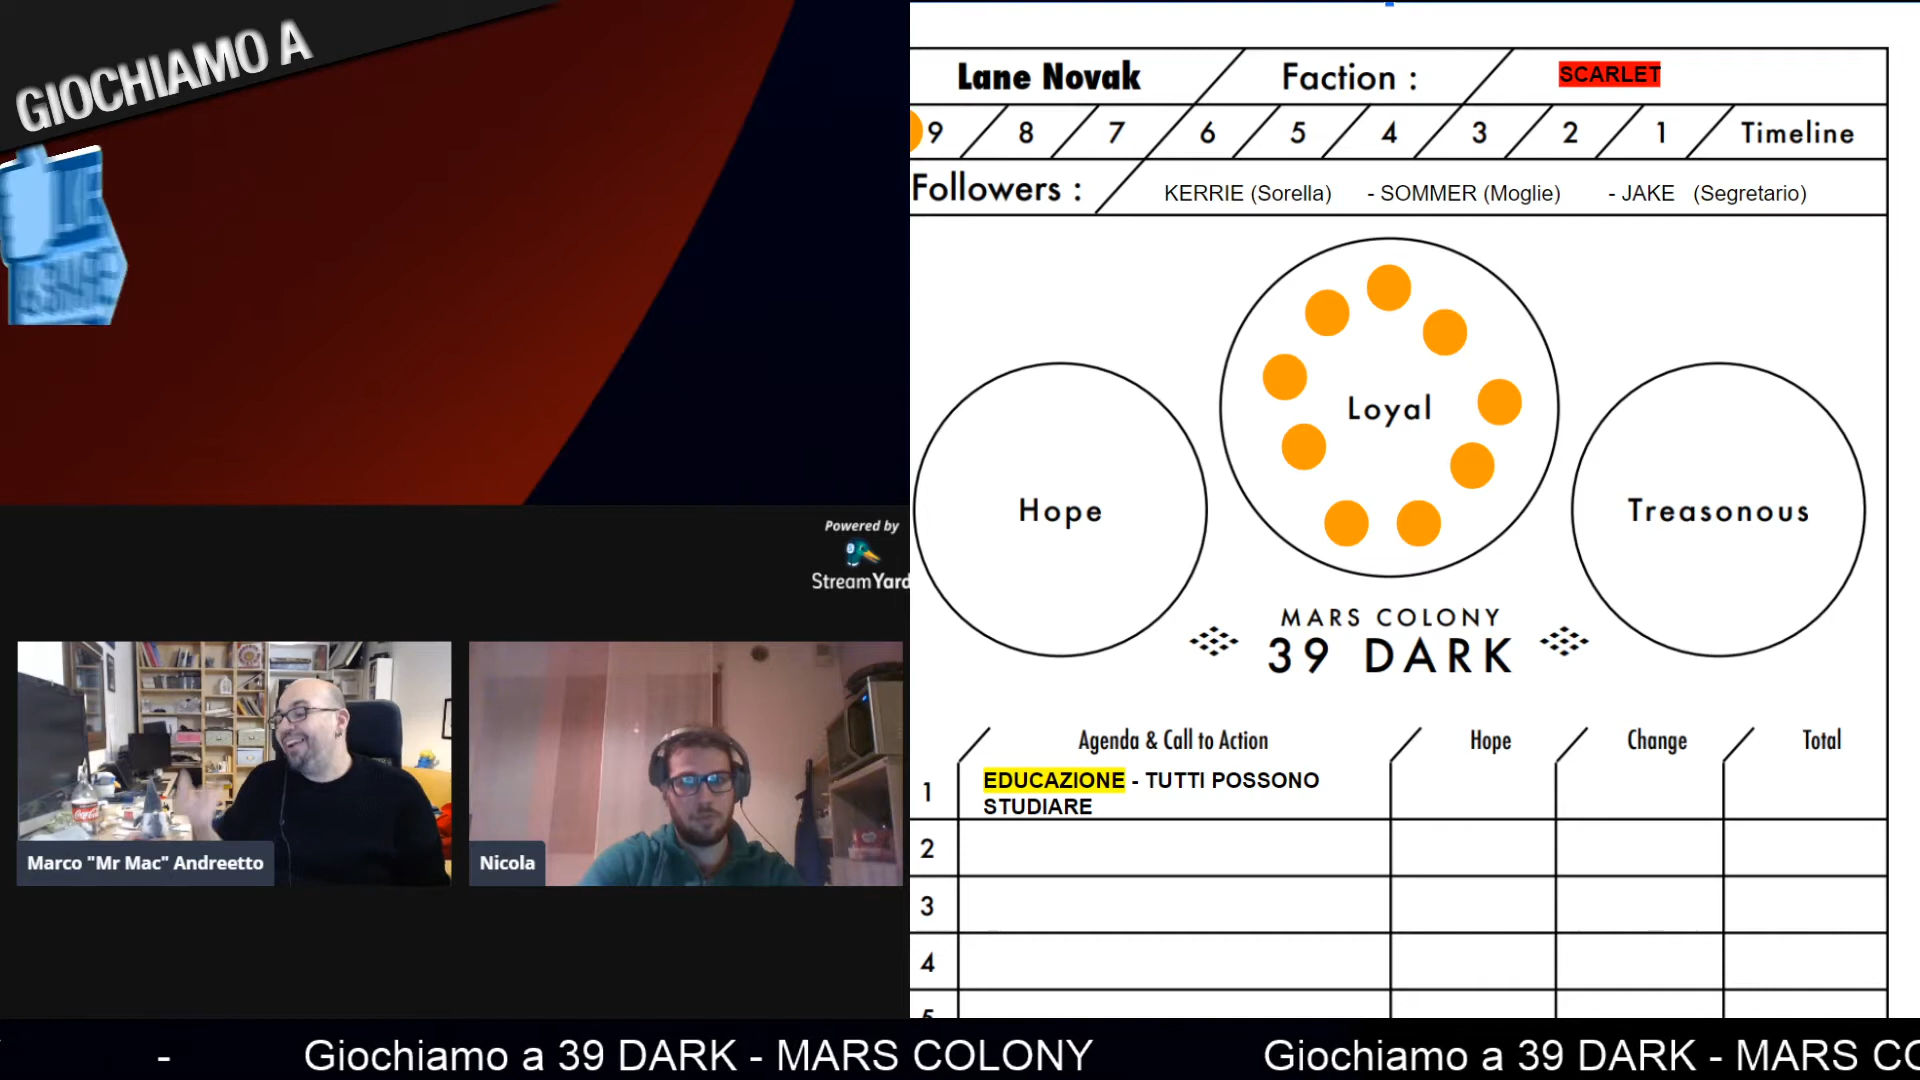 GIOCHIAMO A
Lane Novak
Faction :
SCARLET
9 8 7 6 5 4 3 2 1 Timeline
Followers :
KERRIE (Sorella) - SOMMER (Moglie) - JAKE (Segretario)
Loyal
Hope
Treasonous
MARS COLONY
39 DARK
Powered by
StreamYard
Agenda & Call to Action Hope Change Total
1 EDUCAZIONE - TUTTI POSSONO
STUDIARE
2
3
4
5
Marco "Mr Mac" Andreetto
Nicola
- Giochiamo a 39 DARK - MARS COLONY Giochiamo a 39 DARK - MARS CO